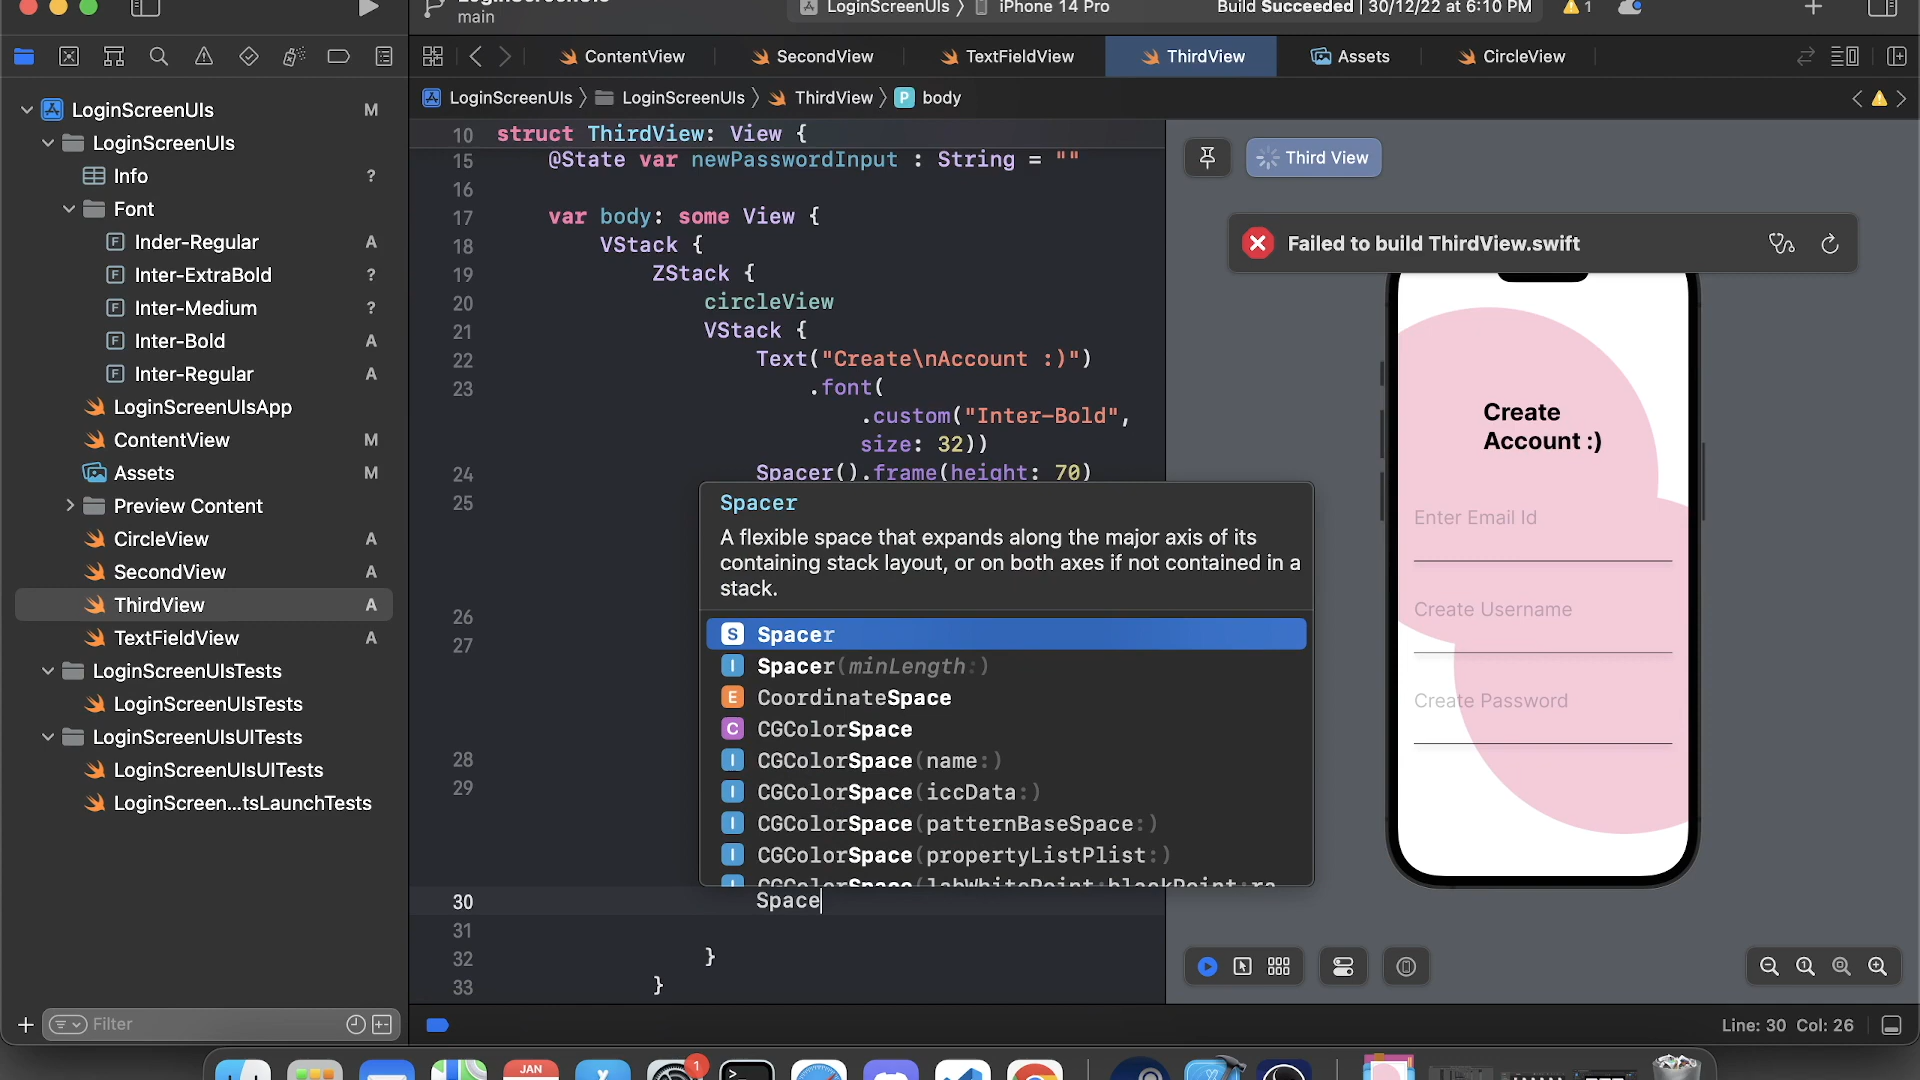 main
LoginScreenUIs
iPhone 14 Pro
Build Succeeded | 30/12/22 at 6:10 PM
1
ContentView
SecondView
TextFieldView
ThirdView
Assets
CircleView
LoginScreenUIs
LoginScreenUIs
ThirdView
body
LoginScreenUIs M
LoginScreenUIs
Info ?
Font
Inder-Regular A
Inter-ExtraBold ?
Inter-Medium ?
Inter-Bold A
Inter-Regular A
LoginScreenUIsApp
ContentView M
Assets M
Preview Content
CircleView A
SecondView A
ThirdView A
TextFieldView A
LoginScreenUIsTests
LoginScreenUIsTests
LoginScreenUIsUITests
LoginScreenUIsUITests
LoginScreen...tsLaunchTests
Filter
10 struct ThirdView: View {
15 @State var newPasswordInput : String = ""
16
17 var body: some View {
18 VStack {
19 ZStack {
20 circleView
21 VStack {
22 Text("Create\nAccount :)")
23 .font(
.custom("Inter-Bold",
size: 32))
24 Spacer().frame(height: 70)
25
26
27
28
29
30 Space
31
32 }
33 }
Spacer
A flexible space that expands along the major axis of its
containing stack layout, or on both axes if not contained in a
stack.
S Spacer
I Spacer(minLength:)
E CoordinateSpace
C CGColorSpace
I CGColorSpace(name:)
I CGColorSpace(iccData:)
I CGColorSpace(patternBaseSpace:)
I CGColorSpace(propertyListPlist:)
I CGColorSpace(labWhitePoint:blackPoint:ra
Third View
Failed to build ThirdView.swift
Create
Account :)
Enter Email Id
Create Username
Create Password
Line: 30 Col: 26
JAN
1